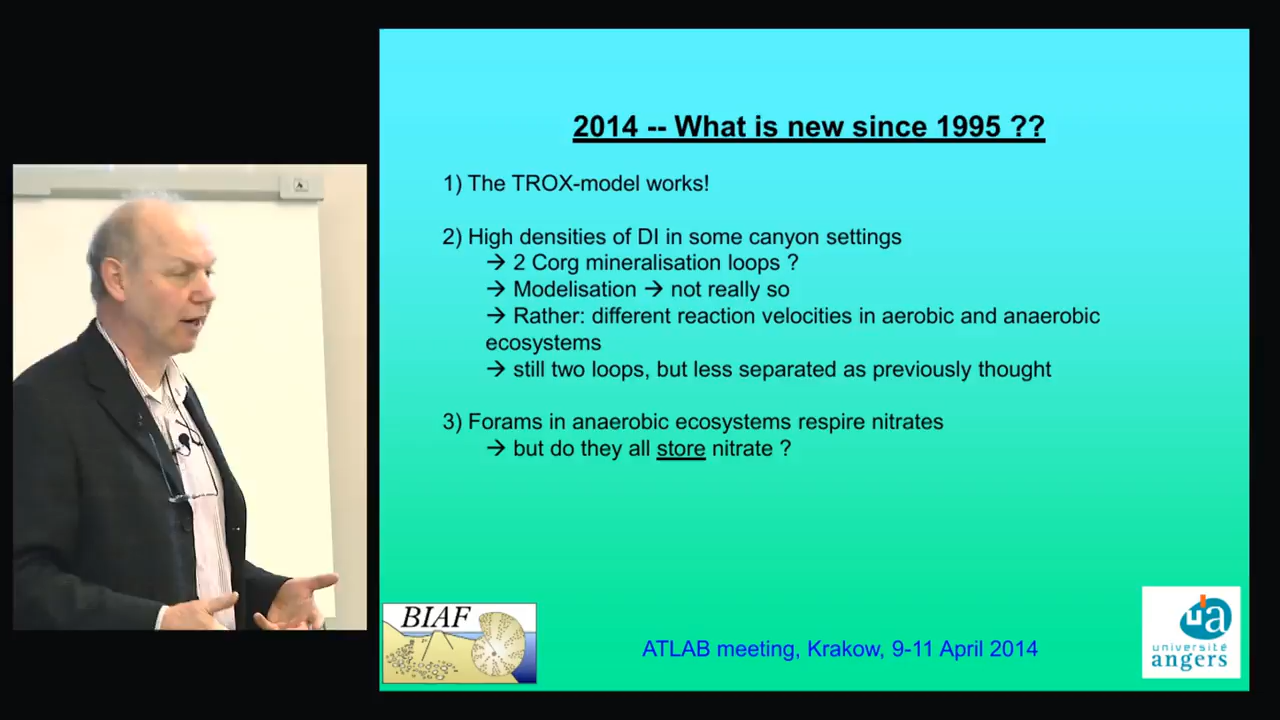 2014 -- What is new since 1995 ??
1) The TROX-model works!
2) High densities of DI in some canyon settings
→ 2 Corg mineralisation loops ?
→ Modelisation → not really so
→ Rather: different reaction velocities in aerobic and anaerobic
ecosystems
→ still two loops, but less separated as previously thought
3) Forams in anaerobic ecosystems respire nitrates
→ but do they all store nitrate ?
BIAF
ATLAB meeting, Krakow, 9-11 April 2014
ua
université
angers